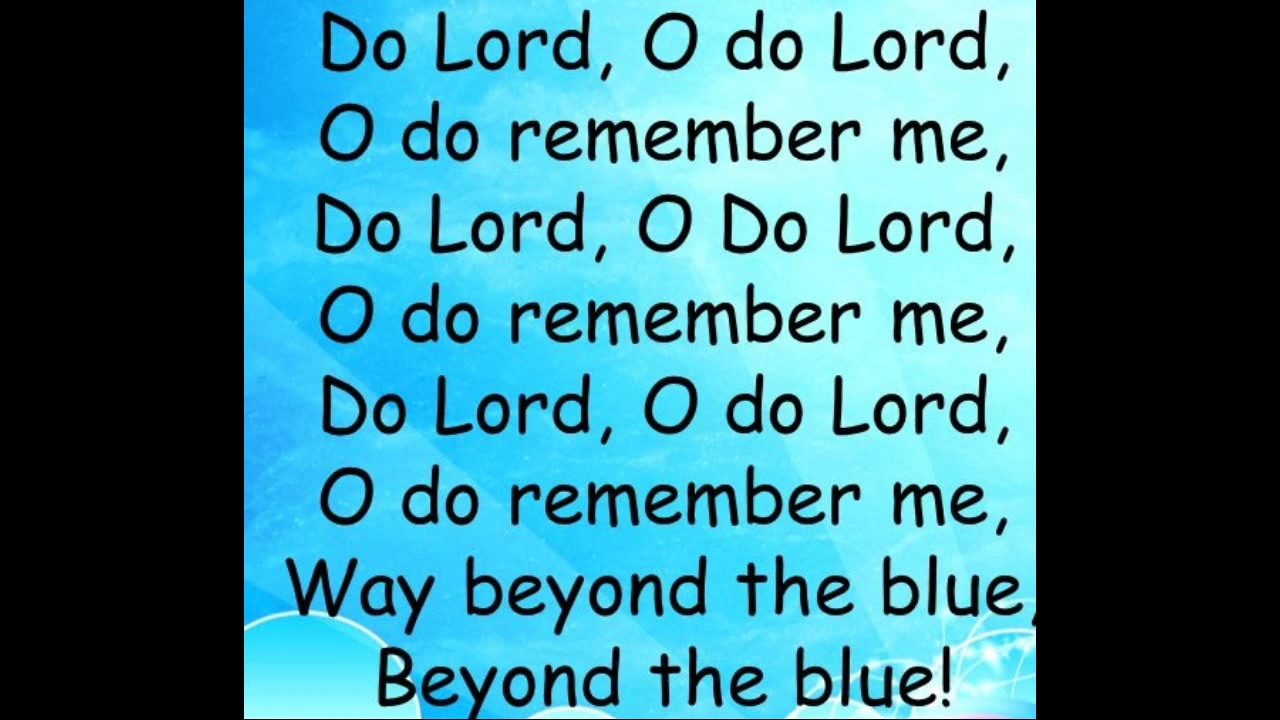 Do Lord, O do Lord,
O do remember me,
Do Lord, O Do Lord,
O do remember me,
Do Lord, O do Lord,
O do remember me,
Way beyond the blue,
Beyond the blue!